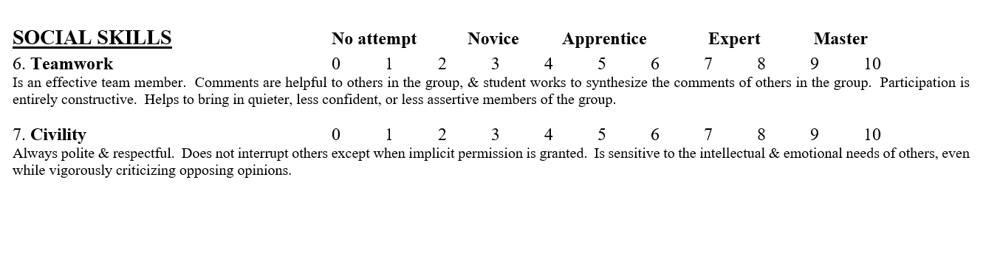 SOCIAL SKILLS No attempt Novice Apprentice Expert Master
6. Teamwork 0 1 2 3 4 5 6 7 8 9 10
Is an effective team member.  Comments are helpful to others in the group, & student works to synthesize the comments of others in the group.  Participation is
entirely constructive.  Helps to bring in quieter, less confident, or less assertive members of the group.
7. Civility 0 1 2 3 4 5 6 7 8 9 10
Always polite & respectful.  Does not interrupt others except when implicit permission is granted.  Is sensitive to the intellectual & emotional needs of others, even
while vigorously criticizing opposing opinions.